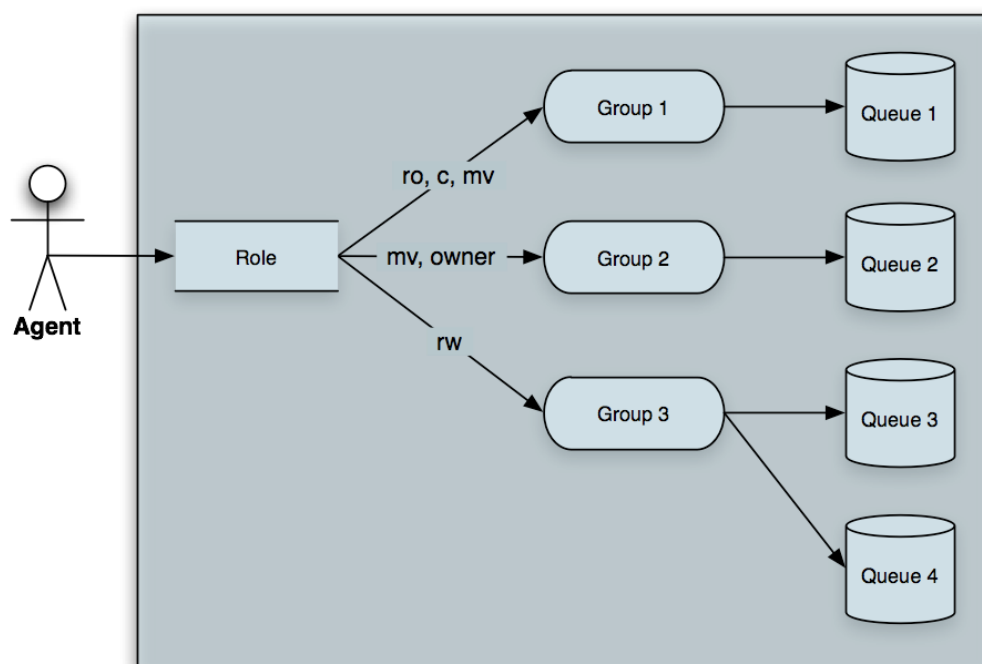 Group 1
Queue 1
ro, c, mv
Role
mv, owner
Group 2
Queue 2
Agent
rw
Group 3
Queue 3
Queue 4